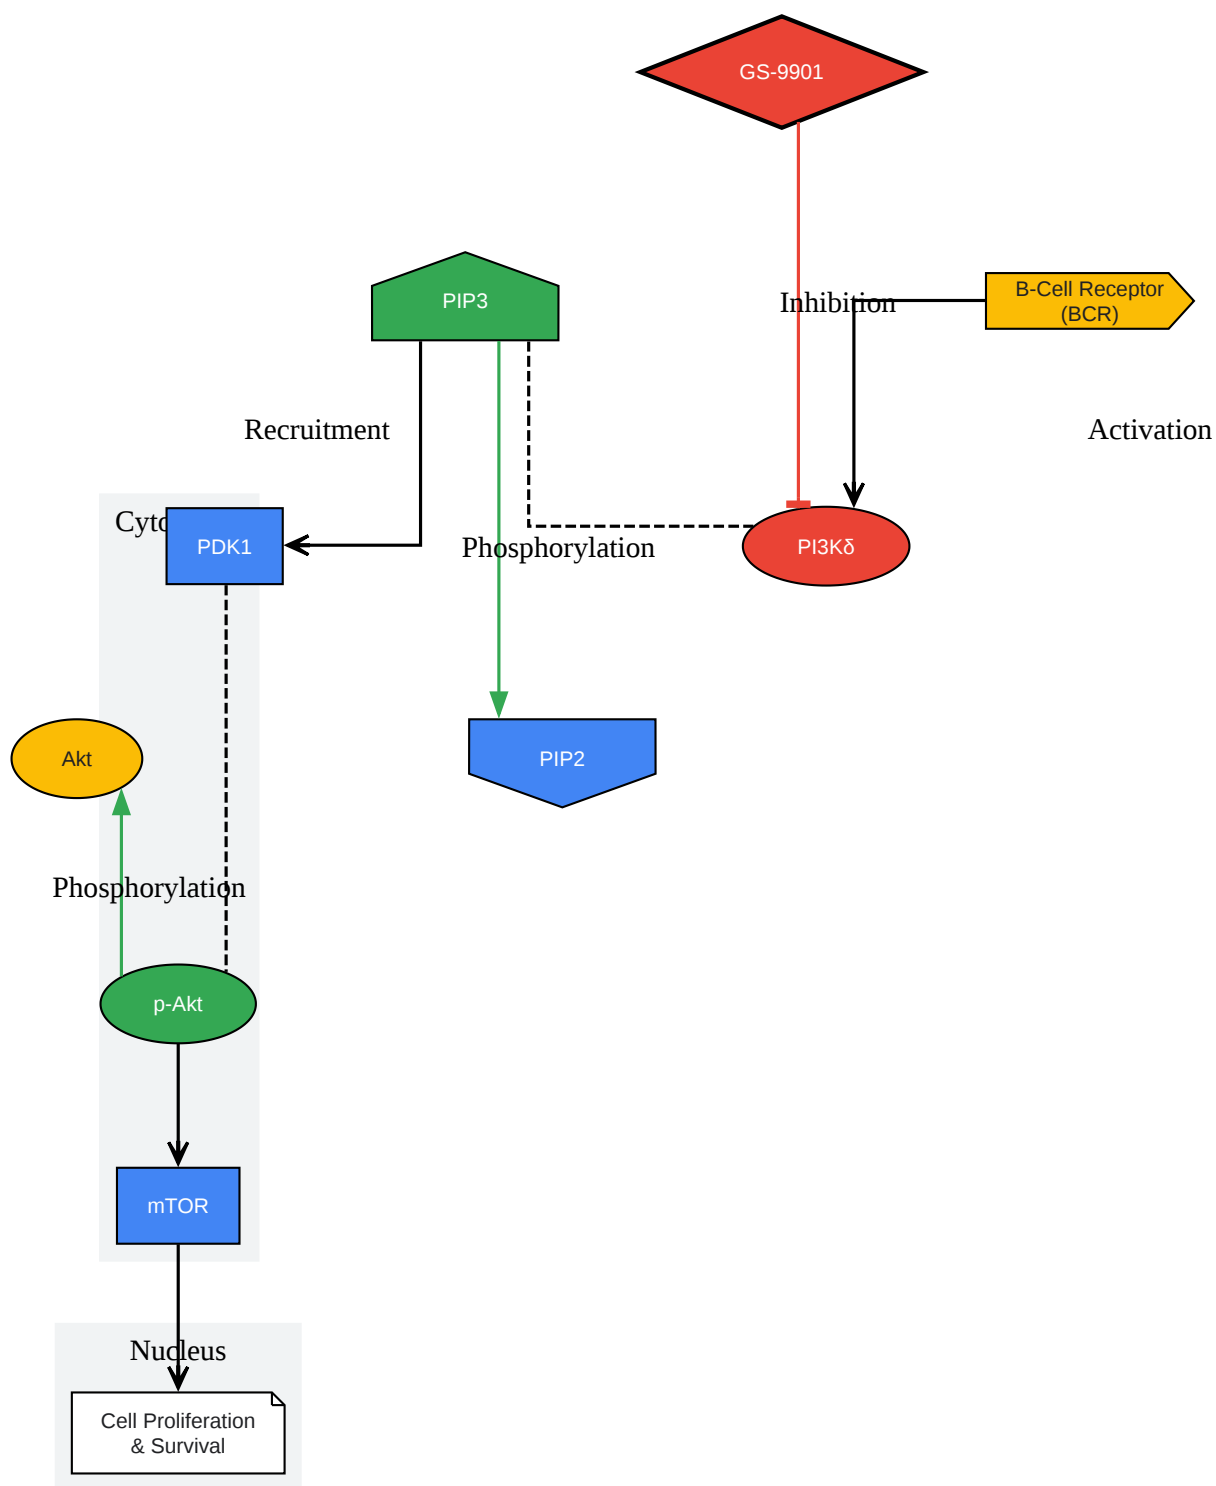 GS-9901
PIP3
Inhibition
B-Cell Receptor
(BCR)
Recruitment
Activation
Cyto
PDK1
Phosphorylation
PI3Kδ
Akt
PIP2
Phosphorylation
p-Akt
mTOR
Nucleus
Cell Proliferation
& Survival